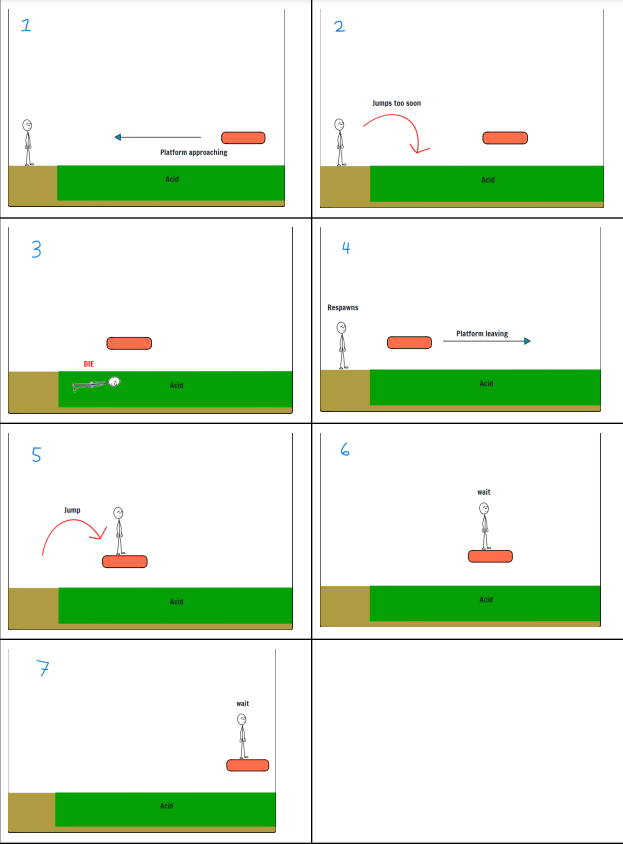 1
Platform approaching
Acid
2
Jumps too soon
Acid
3
DIE
Acid
4
Respawns
Platform leaving
Acid
5
Jump
Acid
6
wait
Acid
7
wait
Acid